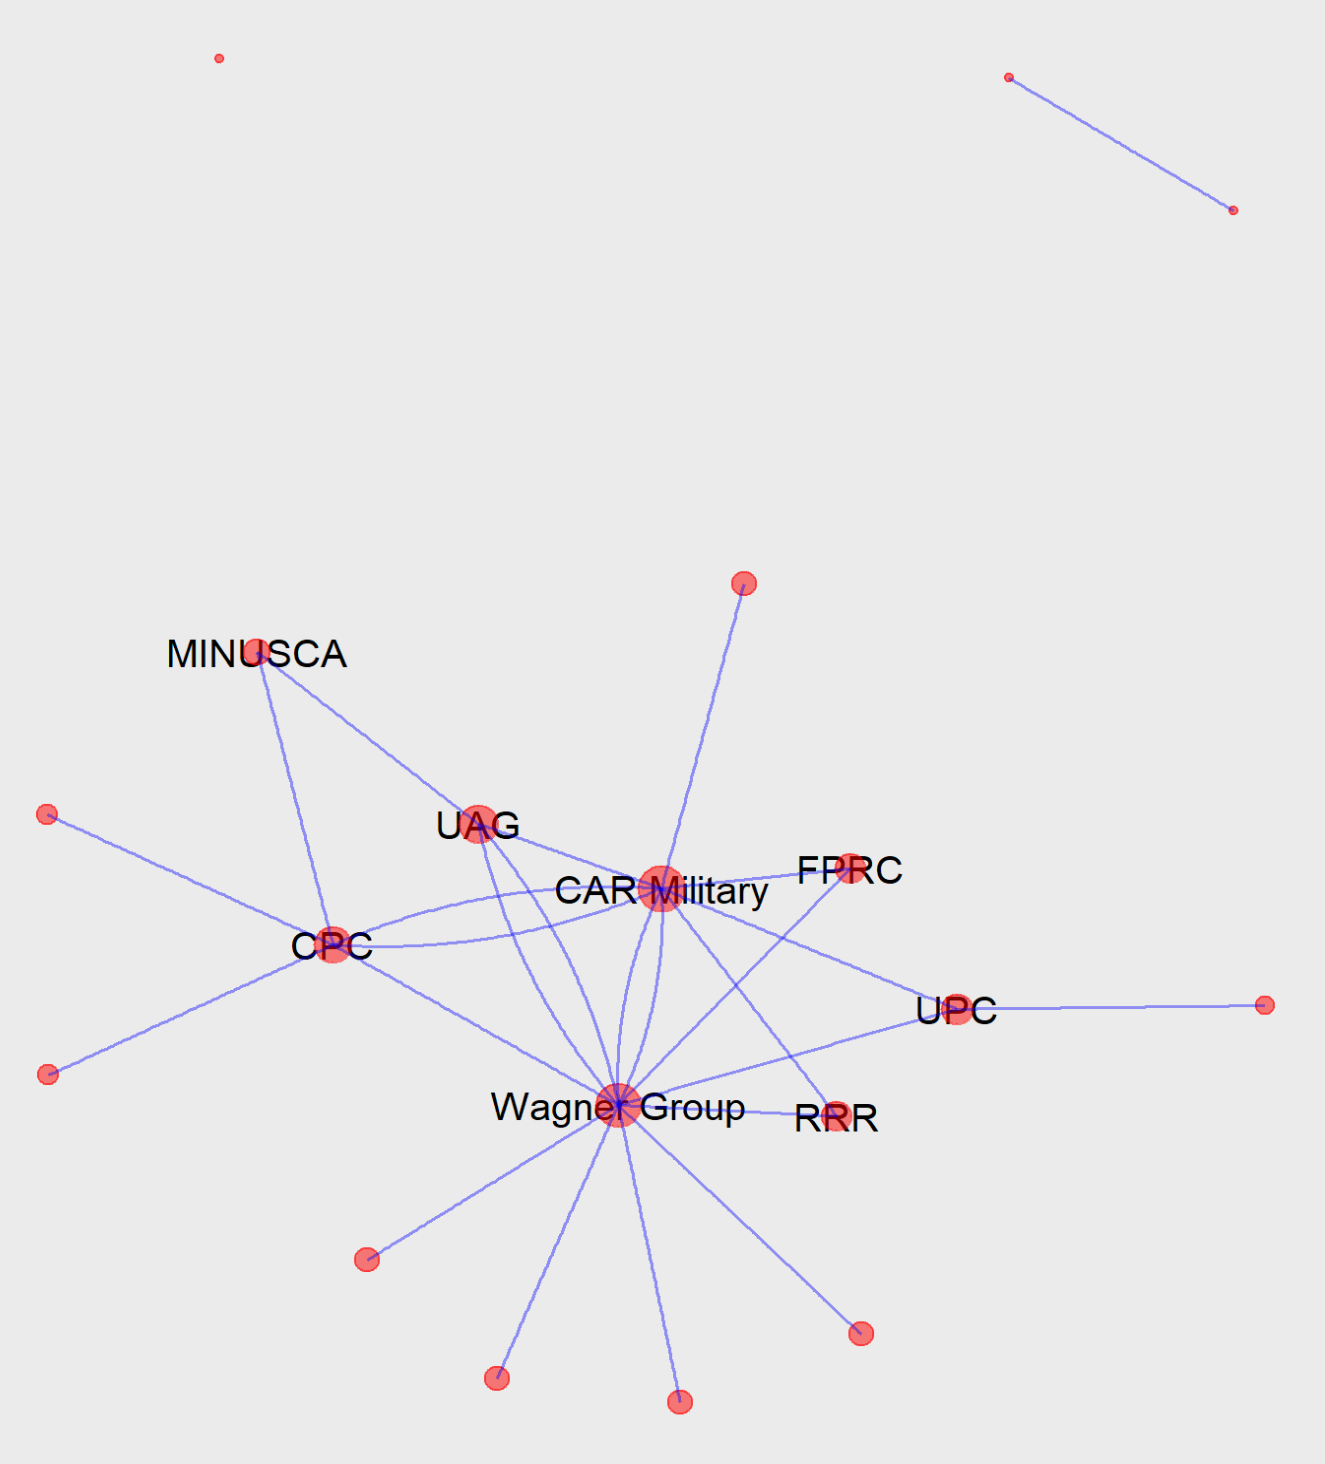 MINUSCA
UAG
FPRC
CAR Military
CPC
UPC
Wagner Group
RRR